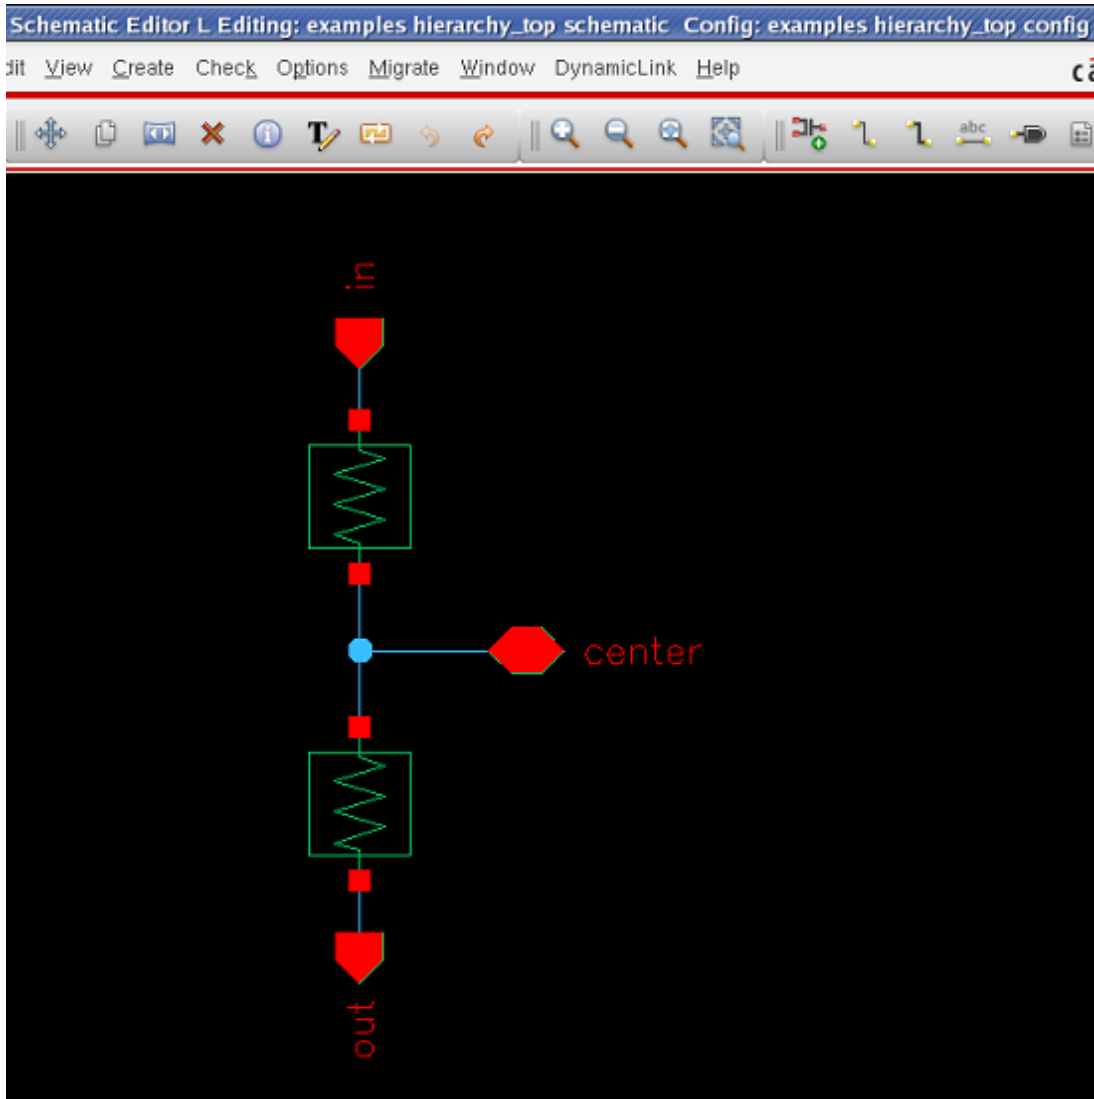 Schematic Editor L Editing: examples hierarchy_top schematic Config: examples hierarchy_top config
dit View Create Check Options Migrate Window DynamicLink Help
cā
T
abc
in
center
out